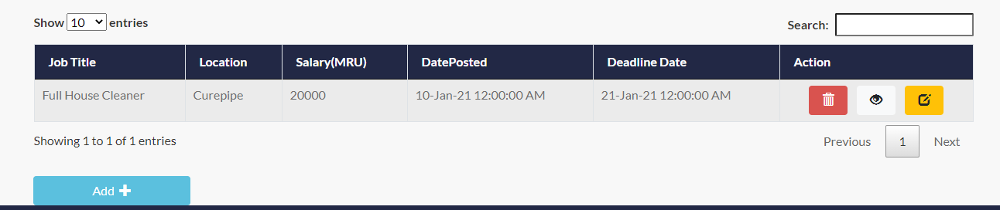 Show 10 entries Search:
Job Title Location Salary(MRU) DatePosted Deadline Date Action
Full House Cleaner Curepipe 20000 10-Jan-21 12:00:00 AM 21-Jan-21 12:00:00 AM
Showing 1 to 1 of 1 entries Previous 1 Next
Add